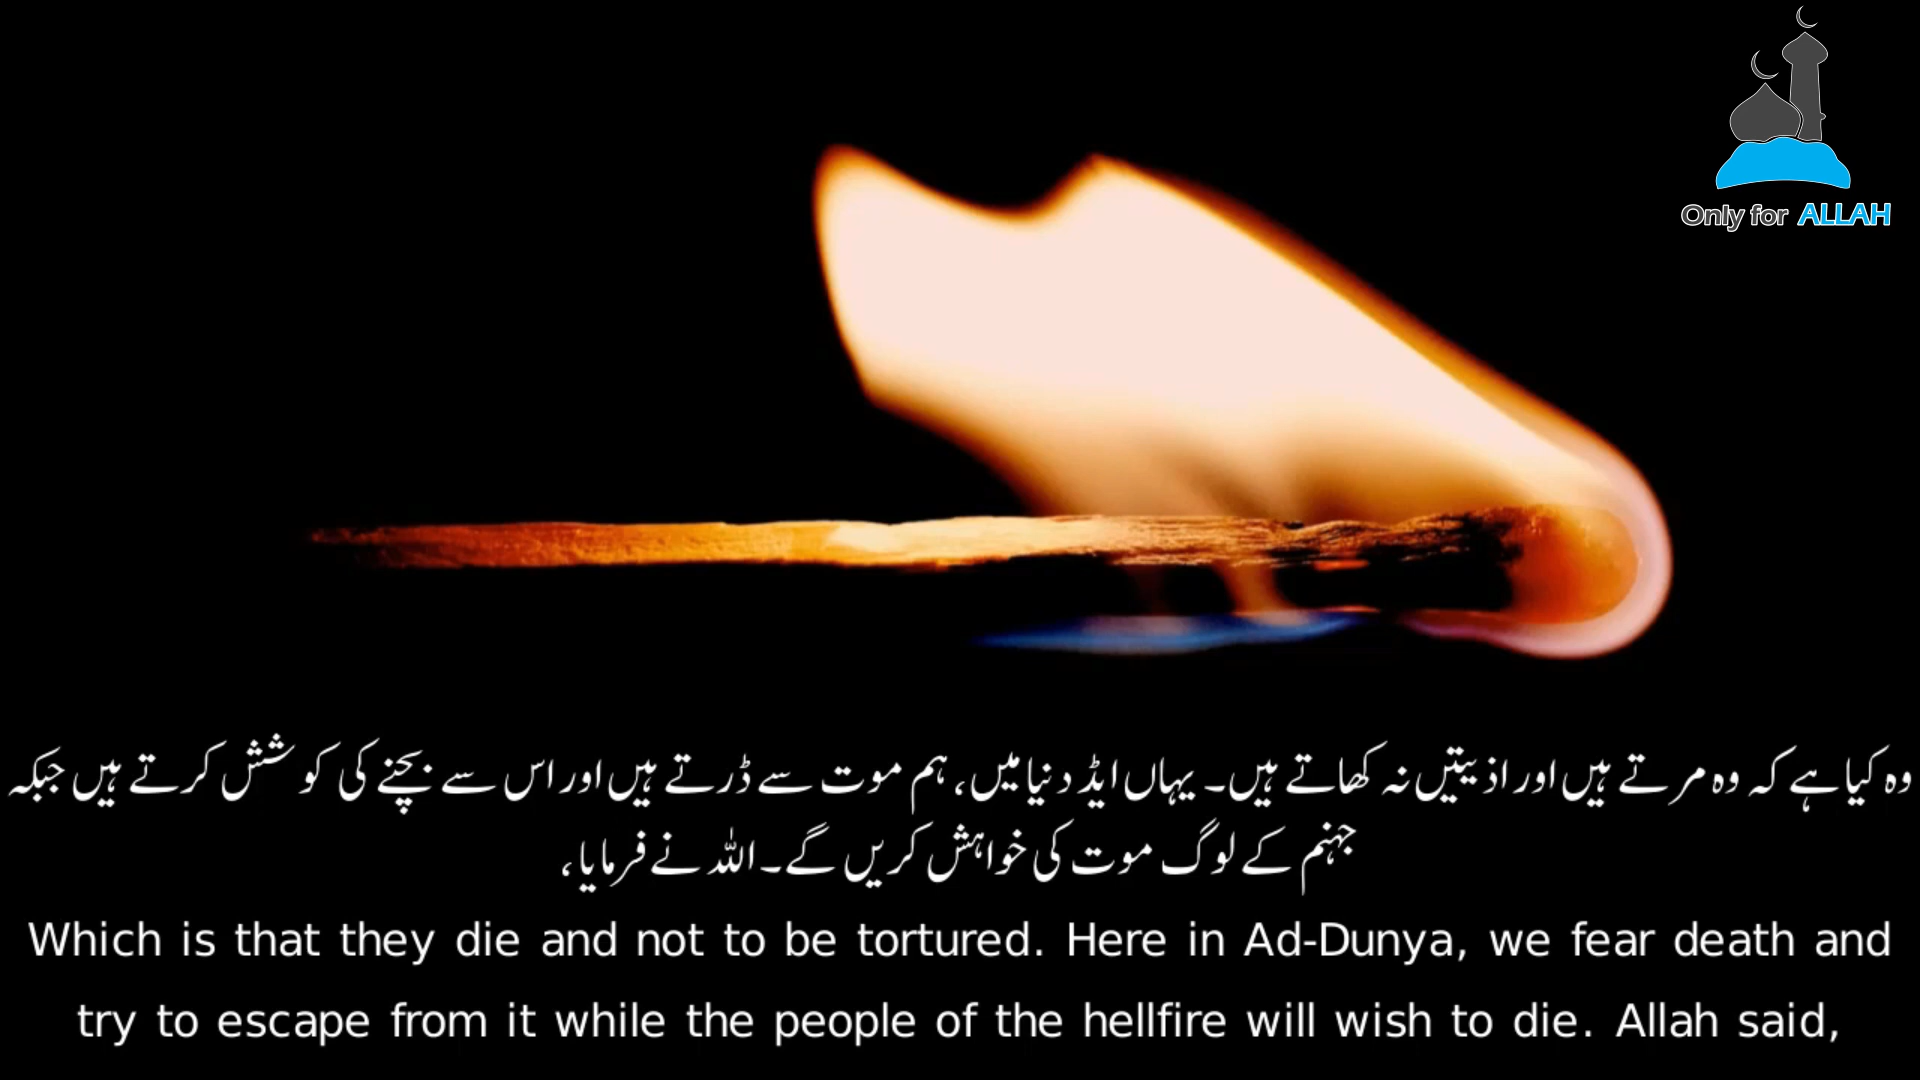 Only for ALLAH
وہ کیا ہے کہ وہ مرتے ہیں اور اذیتیں نہ کھاتے ہیں۔ یہاں ایڈ دنیا میں، ہم موت سے ڈرتے ہیں اور اس سے بچنے کی کوشش کرتے ہیں جبکہ
جہنم کے لوگ موت کی خواہش کریں گے۔ اللہ نے فرمایا،
Which is that they die and not to be tortured. Here in Ad-Dunya, we fear death and
try to escape from it while the people of the hellfire will wish to die. Allah said,